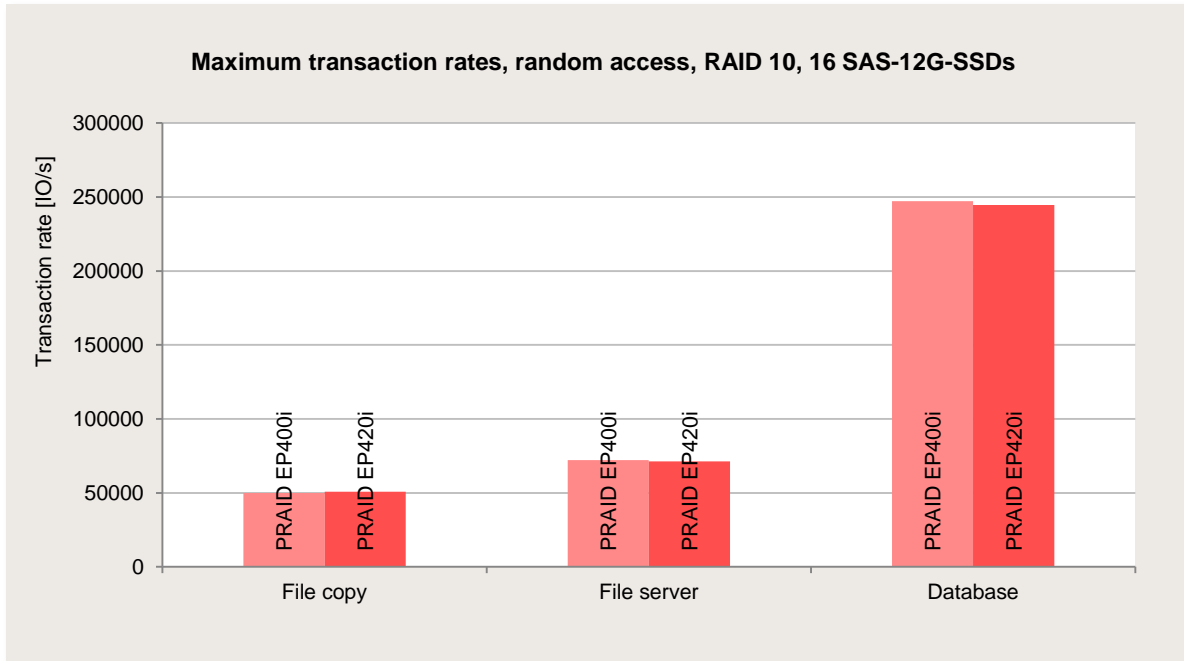 Maximum transaction rates, random access, RAID 10, 16 SAS-12G-SSDs
Transaction rate [IO/s]
300000
250000
200000
150000
100000
50000
0
PRAID EP400i
PRAID EP420i
PRAID EP400i
PRAID EP420i
PRAID EP400i
PRAID EP420i
File copy
File server
Database